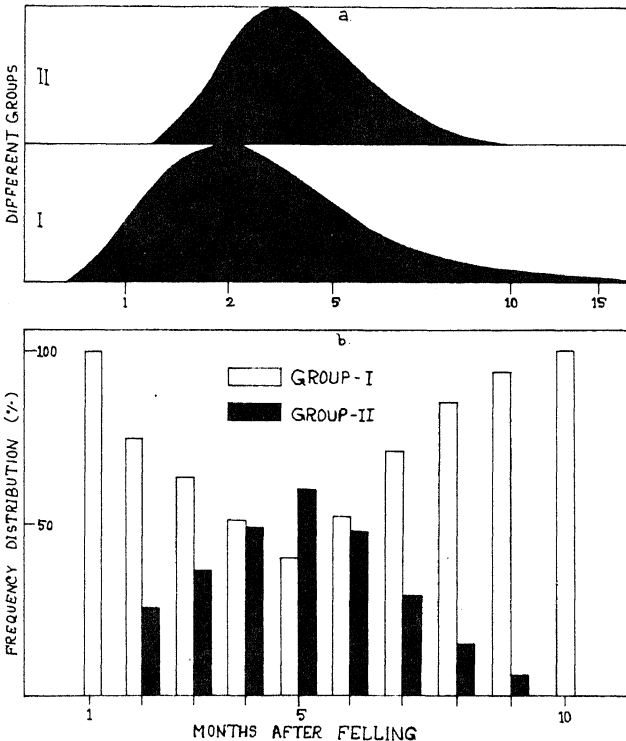 a.
DIFFERENT GROUPS
II
I
1 2 5 10 15
b.
100
50
GROUP-I
GROUP-II
FREQUENCY DISTRIBUTION (%)
1 5 10
MONTHS AFTER FELLING